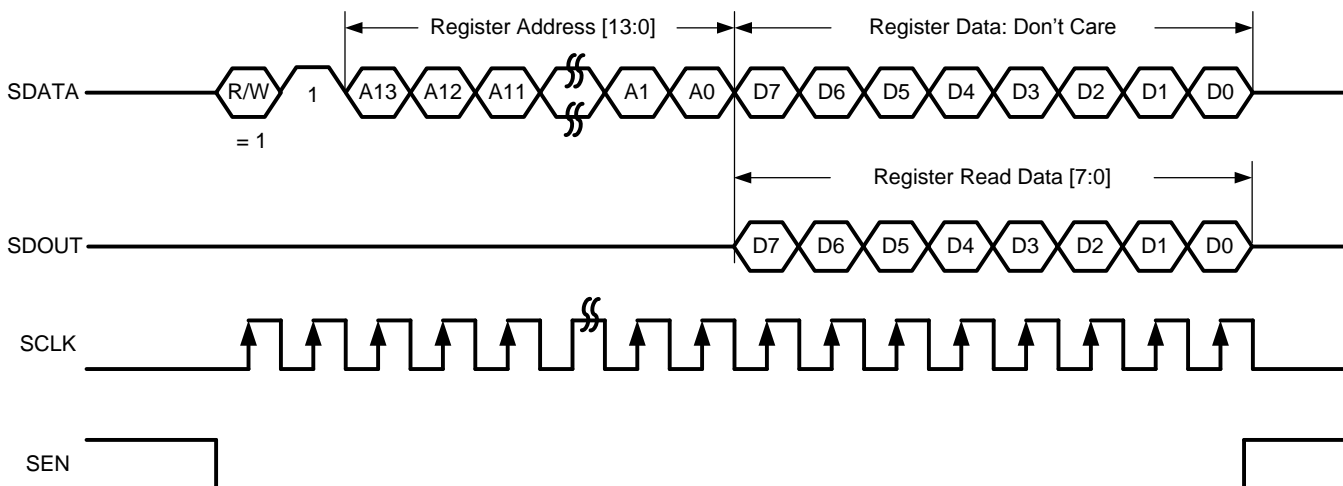 Register Address [13:0] Register Data: Don't Care
SDATA R/W 1 A13 A12 A11 A1 A0 D7 D6 D5 D4 D3 D2 D1 D0
= 1
Register Read Data [7:0]
SDOUT D7 D6 D5 D4 D3 D2 D1 D0
SCLK
SEN